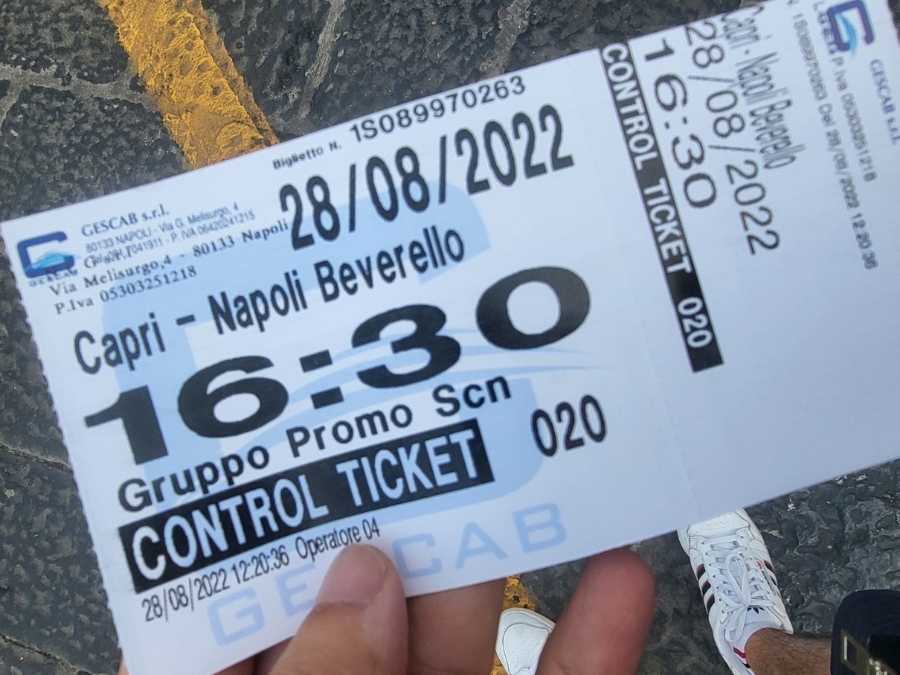 Biglietto N. 1S089970263
28/08/2022
GESCAB s.r.l.
80133 NAPOLI - Via G. Melisurgo, 4
Via Melisurgo,4 - 80133 Napoli
P.Iva 05303251218
Capri - Napoli Beverello
16:30
Gruppo Promo Scn
020
CONTROL TICKET
28/08/2022 12:20:36 Operatore 04
GESCAB
CONTROL TICKET 020
16:30
28/08/2022
Capri - Napoli Beverello
GESCAB s.r.l.